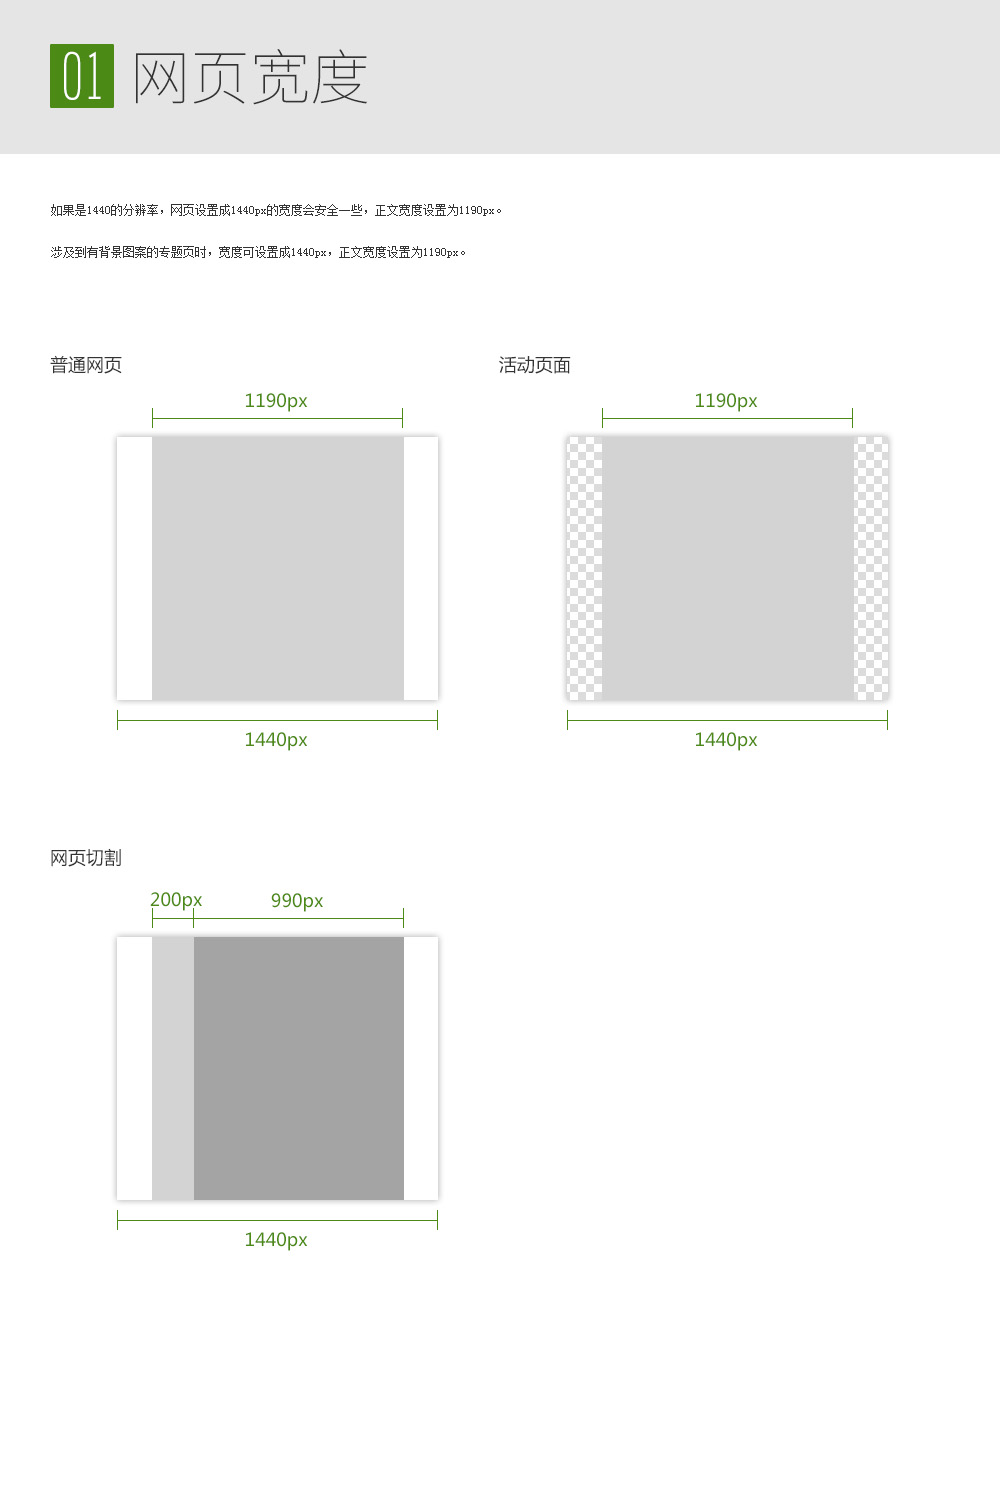 01 网页宽度
如果是1440的分辨率，网页设置成1440px的宽度会安全一些，正文宽度设置为1190px。
涉及到有背景图案的专题页时，宽度可设置成1440px，正文宽度设置为1190px。
普通网页
1190px
1440px
活动页面
1190px
1440px
网页切割
200px 990px
1440px